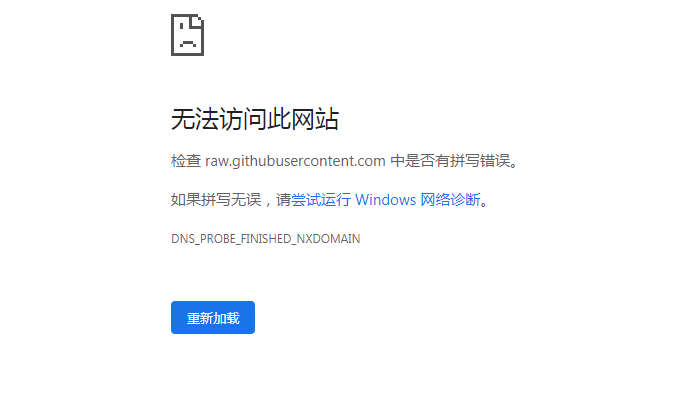 无法访问此网站
检查 raw.githubusercontent.com 中是否有拼写错误。
如果拼写无误，请尝试运行 Windows 网络诊断。
DNS_PROBE_FINISHED_NXDOMAIN
重新加载